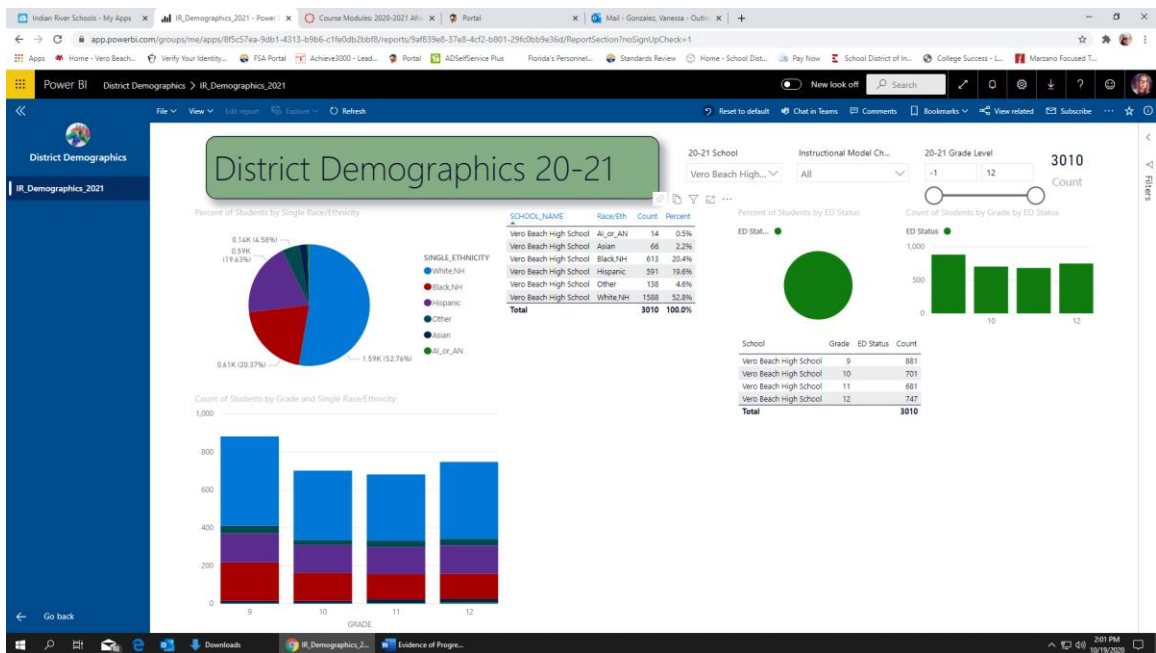 Indian River Schools - My Apps
IR_Demographics_2021 - Power
Course Modules: 2020-2021 Afr
Portal
Mail - Gonzalez, Vanessa - Outlo
app.powerbi.com/groups/me/apps/
Apps
Home - Vero Beach...
Verify Your Identity...
FSA Portal
Achieve3000 - Lead...
Portal
ADSelfService Plus
Florida's Personnel...
Standards Review
Home - School Dist...
Pay Now
School District of In...
College Success - L...
Marzano Focused T...
Power BI District Demographics > IR_Demographics_2021
New look off
Search
File View Edit report Explore Refresh
Reset to default Chat in Teams Comments Bookmarks View related Subscribe
District Demographics
IR_Demographics_2021
Go back
District Demographics 20-21
20-21 School
Vero Beach High...
Instructional Model Ch...
All
20-21 Grade Level
-1 12
3010
Count
Filters
Percent of Students by Single Race/Ethnicity
0.14K (4.58%)
0.59K
(19.63%)
0.61K (20.37%)
1.59K (52.76%)
SINGLE_ETHNICITY
White,NH
Black,NH
Hispanic
Other
Asian
AI_or_AN
SCHOOL_NAME Race/Eth Count Percent
Vero Beach High School AI_or_AN 14 0.5%
Vero Beach High School Asian 66 2.2%
Vero Beach High School Black,NH 613 20.4%
Vero Beach High School Hispanic 591 19.6%
Vero Beach High School Other 138 4.6%
Vero Beach High School White,NH 1588 52.8%
Total 3010 100.0%
Percent of Students by ED Status
ED Stat...
Count of Students by Grade by ED Status
ED Status
1,000
500
0
10 12
School Grade ED Status Count
Vero Beach High School 9 881
Vero Beach High School 10 701
Vero Beach High School 11 681
Vero Beach High School 12 747
Total 3010
Count of Students by Grade and Single Race/Ethnicity
1,000
800
600
400
200
0
9 10 11 12
GRADE
Downloads
IR_Demographics_2...
Evidence of Progre...
2:01 PM
10/19/2020